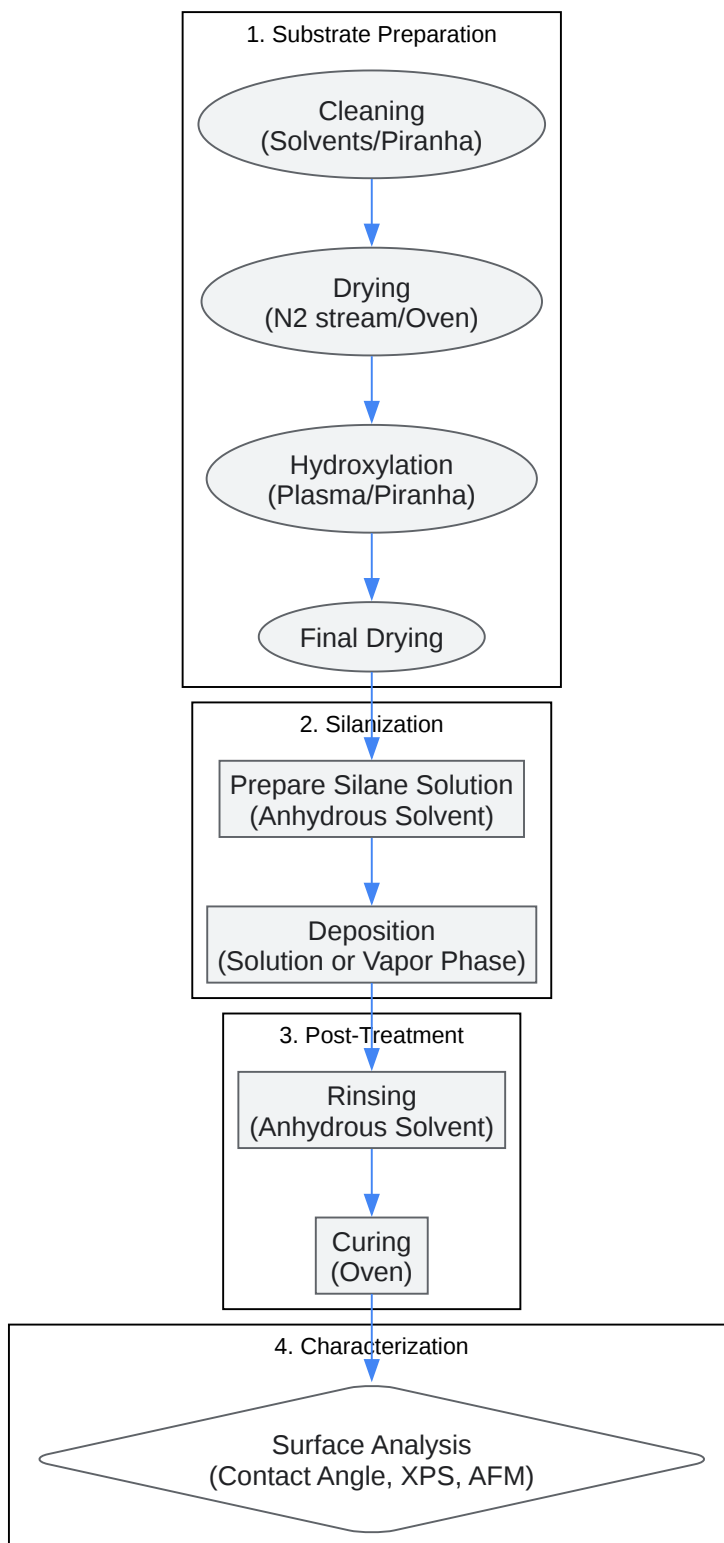 1. Substrate Preparation
Cleaning
(Solvents/Piranha)
Drying
(N2 stream/Oven)
Hydroxylation
(Plasma/Piranha)
Final Drying
2. Silanization
Prepare Silane Solution
(Anhydrous Solvent)
Deposition
(Solution or Vapor Phase)
3. Post-Treatment
Rinsing
(Anhydrous Solvent)
Curing
(Oven)
4. Characterization
Surface Analysis
(Contact Angle, XPS, AFM)